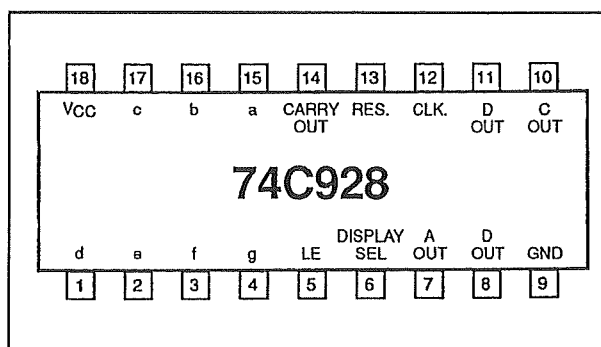 18 17 16 15 14 13 12 11 10
VCC c b a CARRY OUT RES. CLK. D OUT C OUT
74C928
d e f g LE DISPLAY SEL A OUT D OUT GND
1 2 3 4 5 6 7 8 9